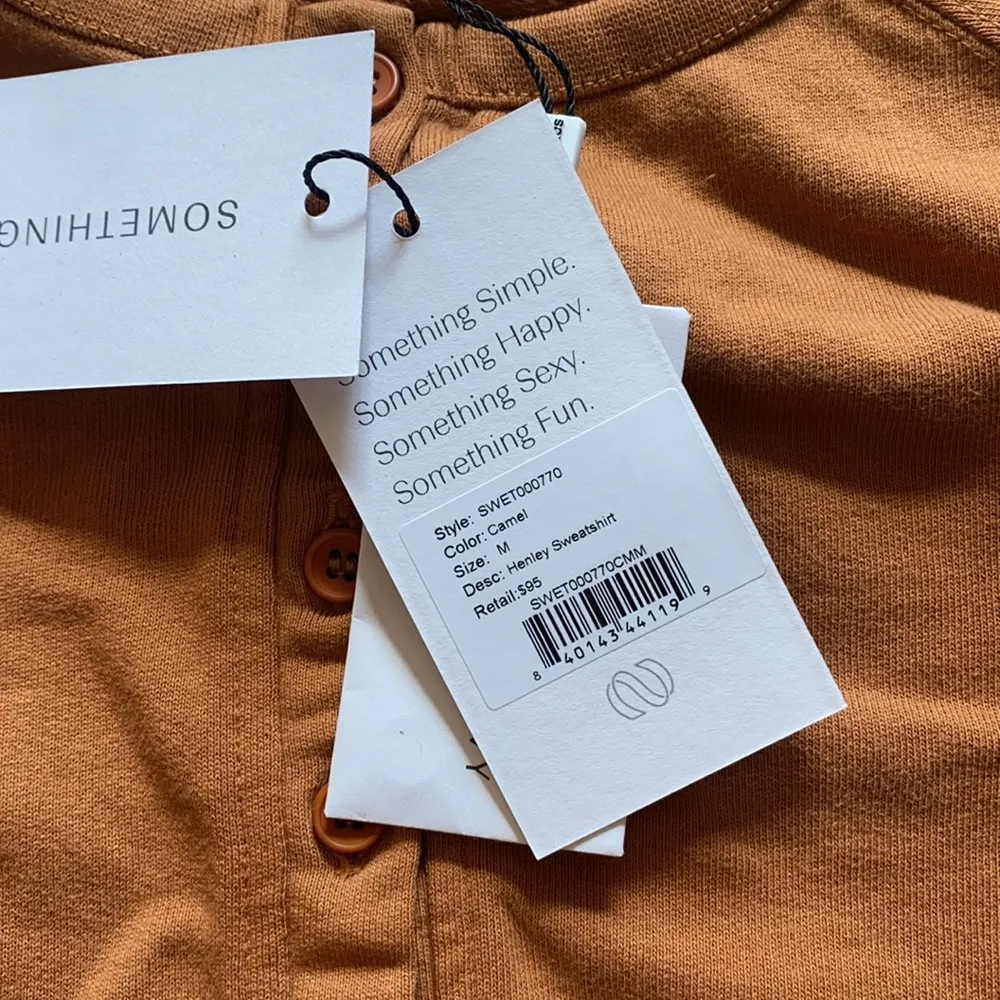 SOMETHING
Something Simple.
Something Happy.
Something Sexy.
Something Fun.
Style: SWET000770
Color: Camel
Size: M
Desc: Henley Sweatshirt
Retail:$95
SWET000770CMM
8 40143 44119 9